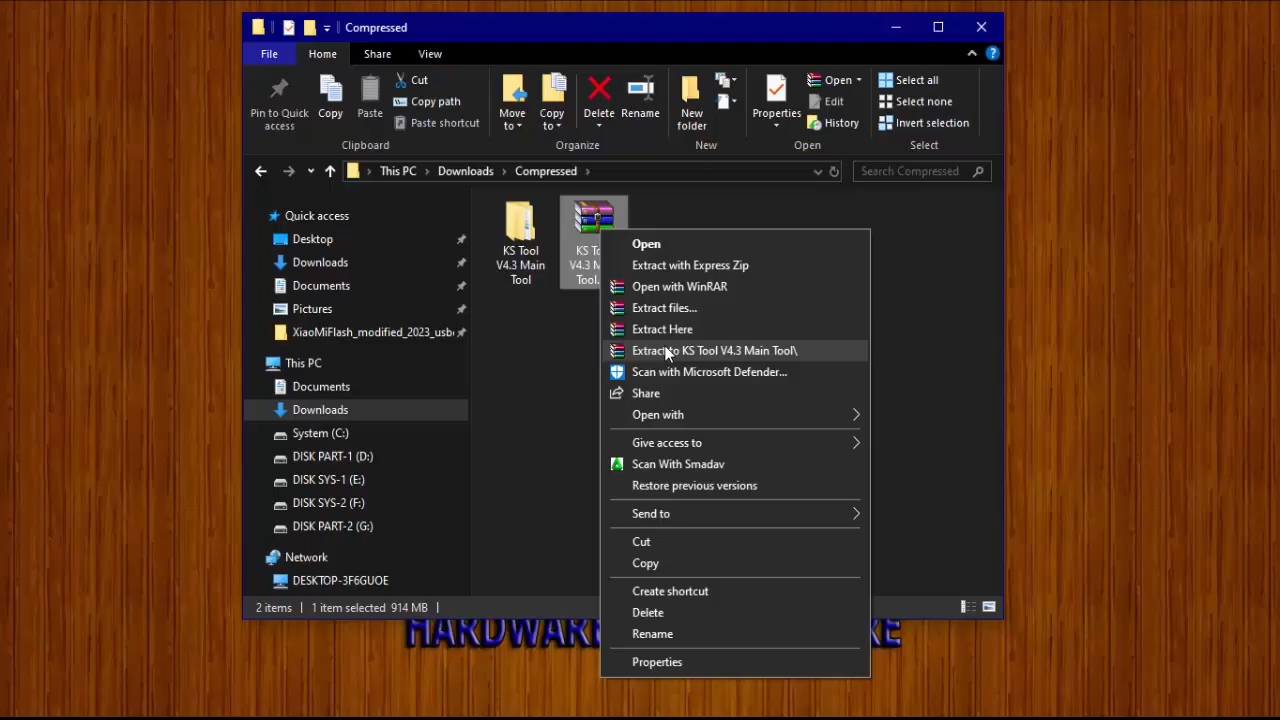 Compressed
File
Home
Share
View
Pin to Quick
access
Copy
Paste
Cut
Copy path
Paste shortcut
Clipboard
Move
to
Copy
to
Delete
Rename
Organize
New
folder
New
Properties
Open
Edit
History
Open
Select all
Select none
Invert selection
Select
This PC
Downloads
Compressed
Search Compressed
Quick access
Desktop
Downloads
Documents
Pictures
XiaoMiFlash_modified_2023_usb
This PC
Documents
Downloads
System (C:)
DISK PART-1 (D:)
DISK SYS-1 (E:)
DISK SYS-2 (F:)
DISK PART-2 (G:)
Network
DESKTOP-3F6GUOE
KS Tool
V4.3 Main
Tool
KS T
V4.3 M
Tool.
Open
Extract with Express Zip
Open with WinRAR
Extract files...
Extract Here
Extract to KS Tool V4.3 Main Tool\
Scan with Microsoft Defender...
Share
Open with
Give access to
Scan With Smadav
Restore previous versions
Send to
Cut
Copy
Create shortcut
Delete
Rename
Properties
2 items
1 item selected 914 MB
HARDWARE